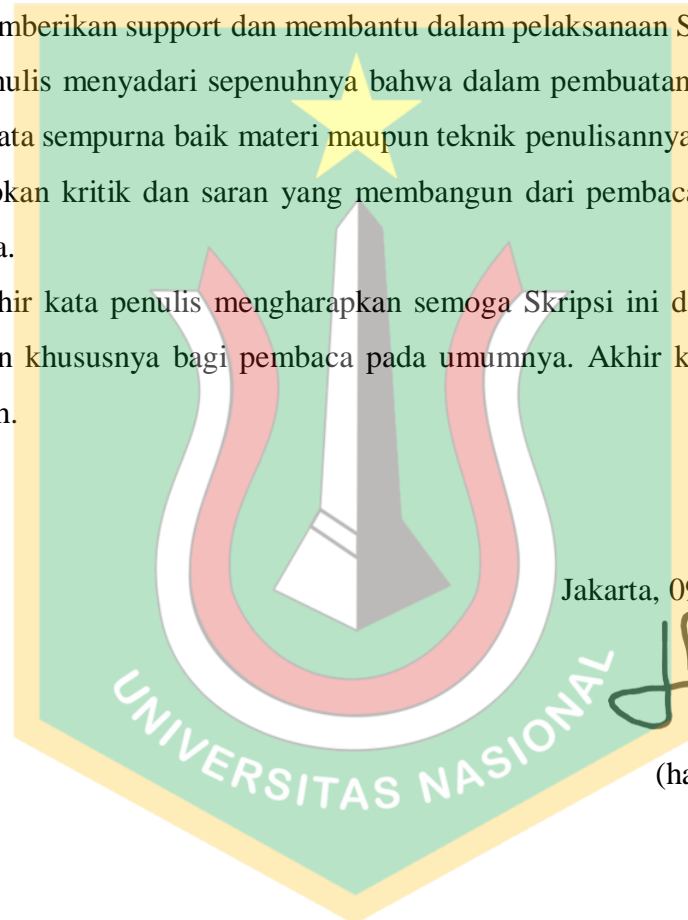 mberikan support dan membantu dalam pelaksanaan S
nulis menyadari sepenuhnya bahwa dalam pembuatan
ata sempurna baik materi maupun teknik penulisannya
pkan kritik dan saran yang membangun dari pembaca
a.
hir kata penulis mengharapkan semoga Skripsi ini d
n khususnya bagi pembaca pada umumnya. Akhir k
n.
Jakarta, 09
(ha
UNIVERSITAS NASIONAL